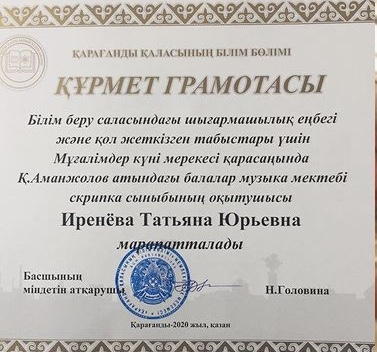 ҚАРАҒАНДЫ ҚАЛАСЫНЫҢ БІЛІМ БӨЛІМІ
ҚҰРМЕТ ГРАМОТАСЫ
Білім беру саласындағы шығармашылық еңбегі
және қол жеткізген табыстары үшін
Мұғалімдер күні мерекесі қарасаңында
Қ.Аманжолов атындағы балалар музыка мектебі
скрипка сыныбының оқытушысы
Иренёва Татьяна Юрьевна
марапатталады
Басшының
міндетін атқарушы
Н.Головина
Қарағанды-2020 жыл, қазан